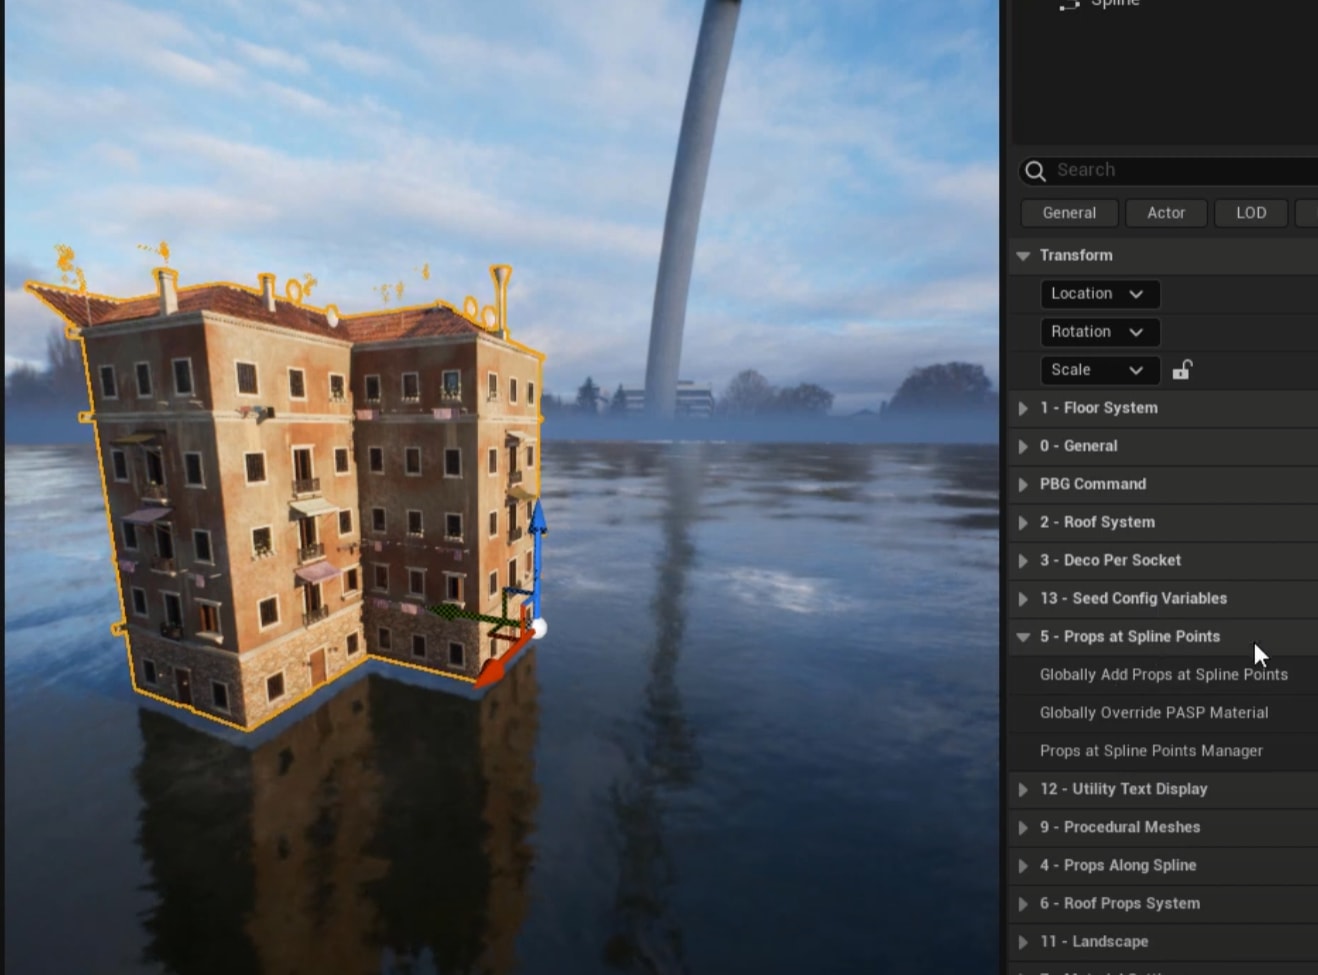 Spline
Search
General
Actor
LOD
Transform
Location
Rotation
Scale
1 - Floor System
0 - General
PBG Command
2 - Roof System
3 - Deco Per Socket
13 - Seed Config Variables
5 - Props at Spline Points
Globally Add Props at Spline Points
Globally Override PASP Material
Props at Spline Points Manager
12 - Utility Text Display
9 - Procedural Meshes
4 - Props Along Spline
6 - Roof Props System
11 - Landscape